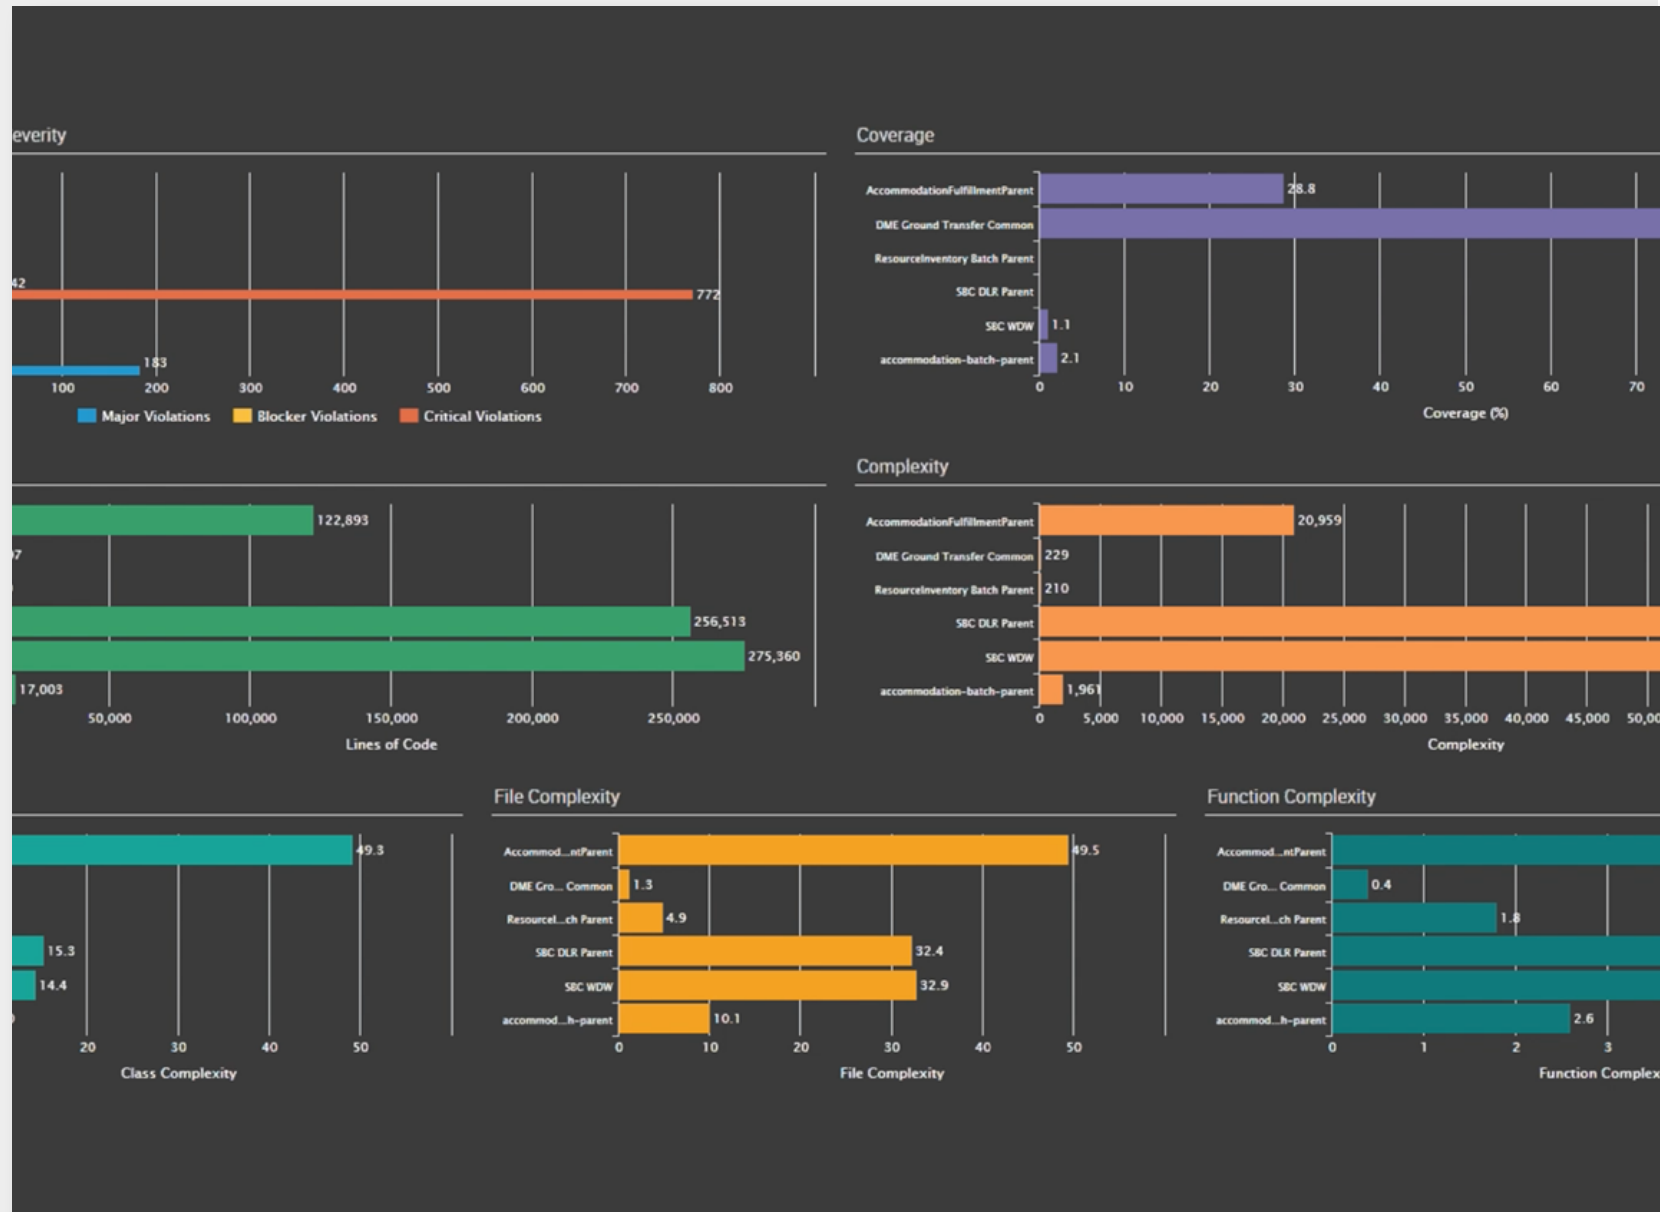 everity
42
772
183
100 200 300 400 500 600 700 800
Major Violations Blocker Violations Critical Violations
Coverage
AccommodationFulfillmentParent 28.8
DME Ground Transfer Common
ResourceInventory Batch Parent
SBC DLR Parent
SBC WDW 1.1
accommodation-batch-parent 2.1
0 10 20 30 40 50 60 70
Coverage (%)
122,893
97
256,513
275,360
17,003
50,000 100,000 150,000 200,000 250,000
Lines of Code
Complexity
AccommodationFulfillmentParent 20,959
DME Ground Transfer Common 229
ResourceInventory Batch Parent 210
SBC DLR Parent
SBC WDW
accommodation-batch-parent 1,961
0 5,000 10,000 15,000 20,000 25,000 30,000 35,000 40,000 45,000 50,00
Complexity
49.3
15.3
14.4
20 30 40 50
Class Complexity
File Complexity
Accommod...ntParent 49.5
DME Gro... Common 1.3
ResourceI...ch Parent 4.9
SBC DLR Parent 32.4
SBC WDW 32.9
accommod...h-parent 10.1
0 10 20 30 40 50
File Complexity
Function Complexity
Accommod...ntParent
DME Gro... Common 0.4
ResourceI...ch Parent 1.8
SBC DLR Parent
SBC WDW
accommod...h-parent 2.6
0 1 2 3
Function Complex